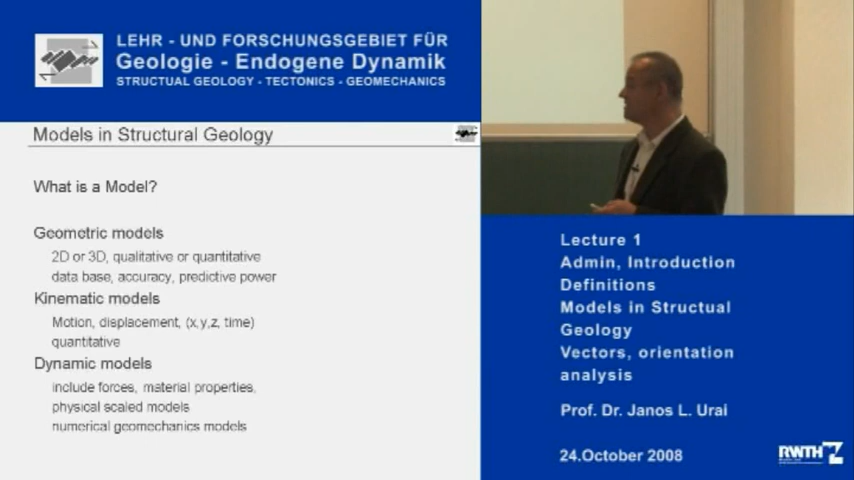 LEHR - UND FORSCHUNGSGEBIET FÜR
Geologie - Endogene Dynamik
STRUCTUAL GEOLOGY - TECTONICS - GEOMECHANICS
Models in Structural Geology
What is a Model?
Geometric models
2D or 3D, qualitative or quantitative
data base, accuracy, predictive power
Kinematic models
Motion, displacement, (x,y,z, time)
quantitative
Dynamic models
include forces, material properties,
physical scaled models
numerical geomechanics models
Lecture 1
Admin, Introduction
Definitions
Models in Structual
Geology
Vectors, orientation
analysis
Prof. Dr. Janos L. Urai
24.October 2008
RWTH